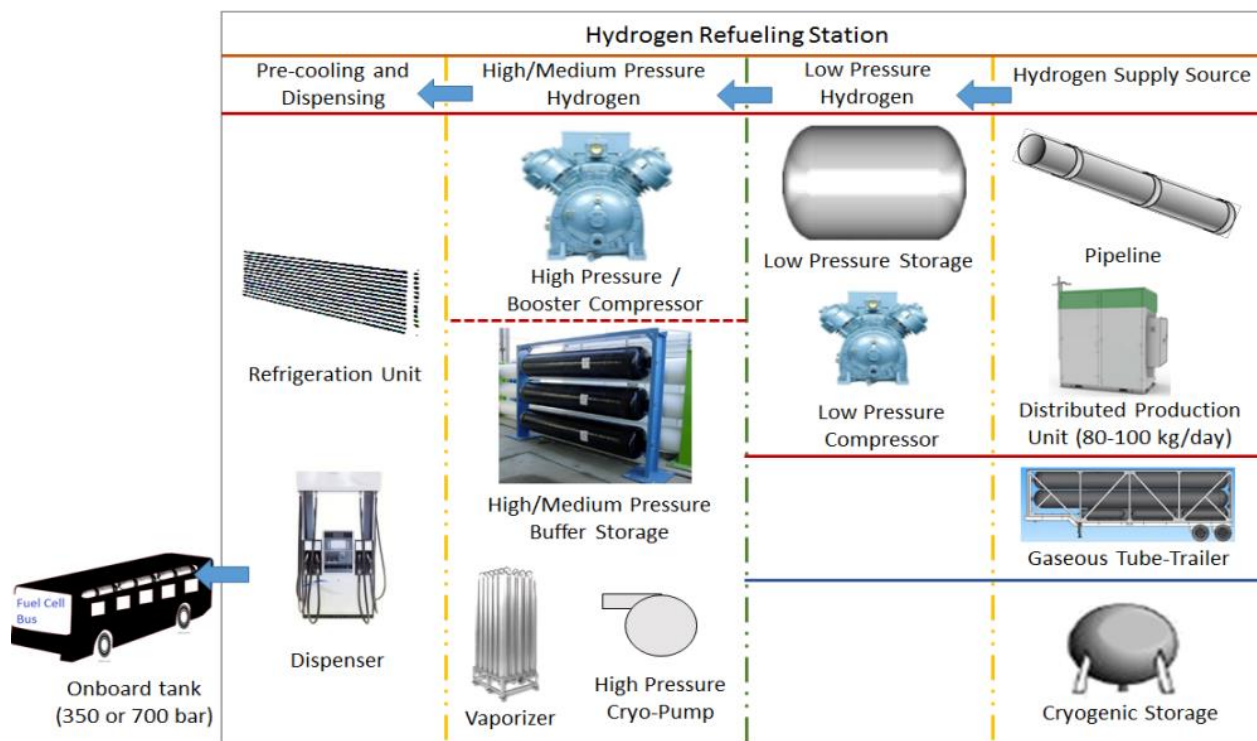 Hydrogen Refueling Station
Pre-cooling and
Dispensing
High/Medium Pressure
Hydrogen
Low Pressure
Hydrogen
Hydrogen Supply Source
High Pressure /
Booster Compressor
Low Pressure Storage
Pipeline
Refrigeration Unit
Low Pressure
Compressor
Distributed Production
Unit (80-100 kg/day)
High/Medium Pressure
Buffer Storage
Gaseous Tube-Trailer
Fuel Cell
Bus
Onboard tank
(350 or 700 bar)
Dispenser
Vaporizer
High Pressure
Cryo-Pump
Cryogenic Storage